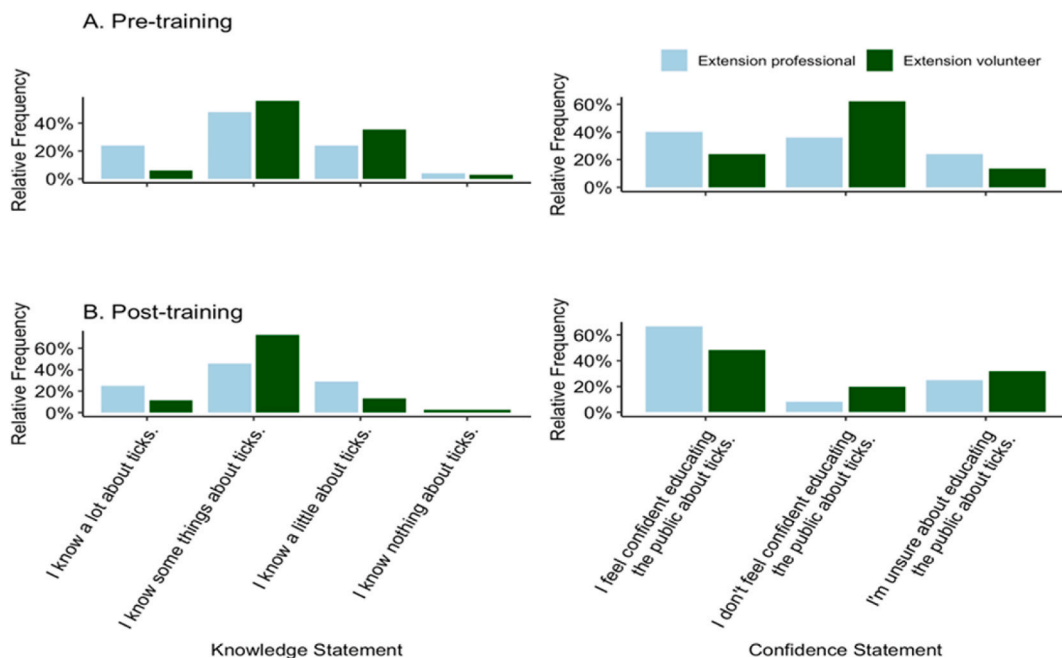 A. Pre-training
Extension professional
Extension volunteer
Relative Frequency
40%
20%
0%
Relative Frequency
60%
40%
20%
0%
B. Post-training
Relative Frequency
60%
40%
20%
0%
Relative Frequency
60%
40%
20%
0%
I know a lot about ticks.
I know some things about ticks.
I know a little about ticks.
I know nothing about ticks.
I feel confident educating
the public about ticks.
I don't feel confident educating
the public about ticks.
I'm unsure about educating
the public about ticks.
Knowledge Statement
Confidence Statement